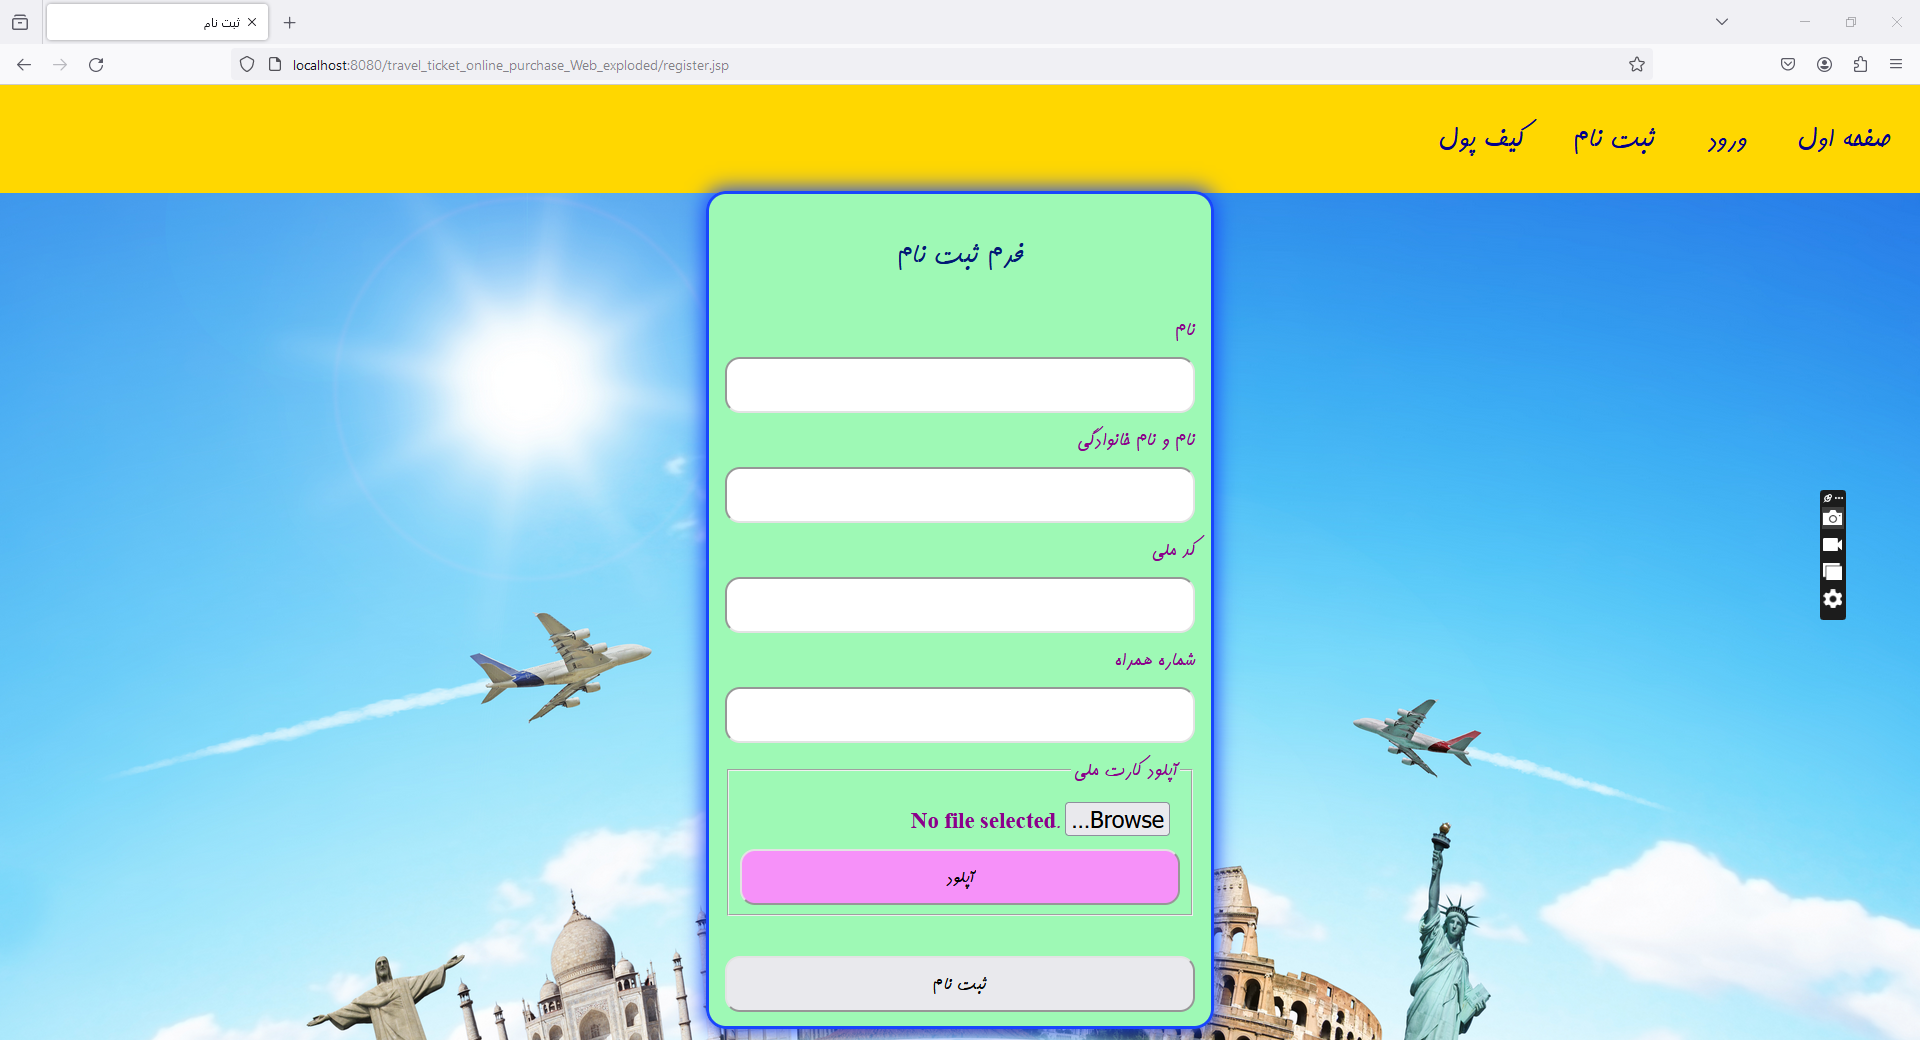 ثبت نام
localhost:8080/travel_ticket_online_purchase_Web_exploded/register.jsp
صفحه اول ورود ثبت نام کیف پول
فرم ثبت نام
نام
نام و نام خانوادگی
کد ملی
شماره همراه
آپلود کارت ملی
Browse... No file selected.
آپلود
ثبت نام